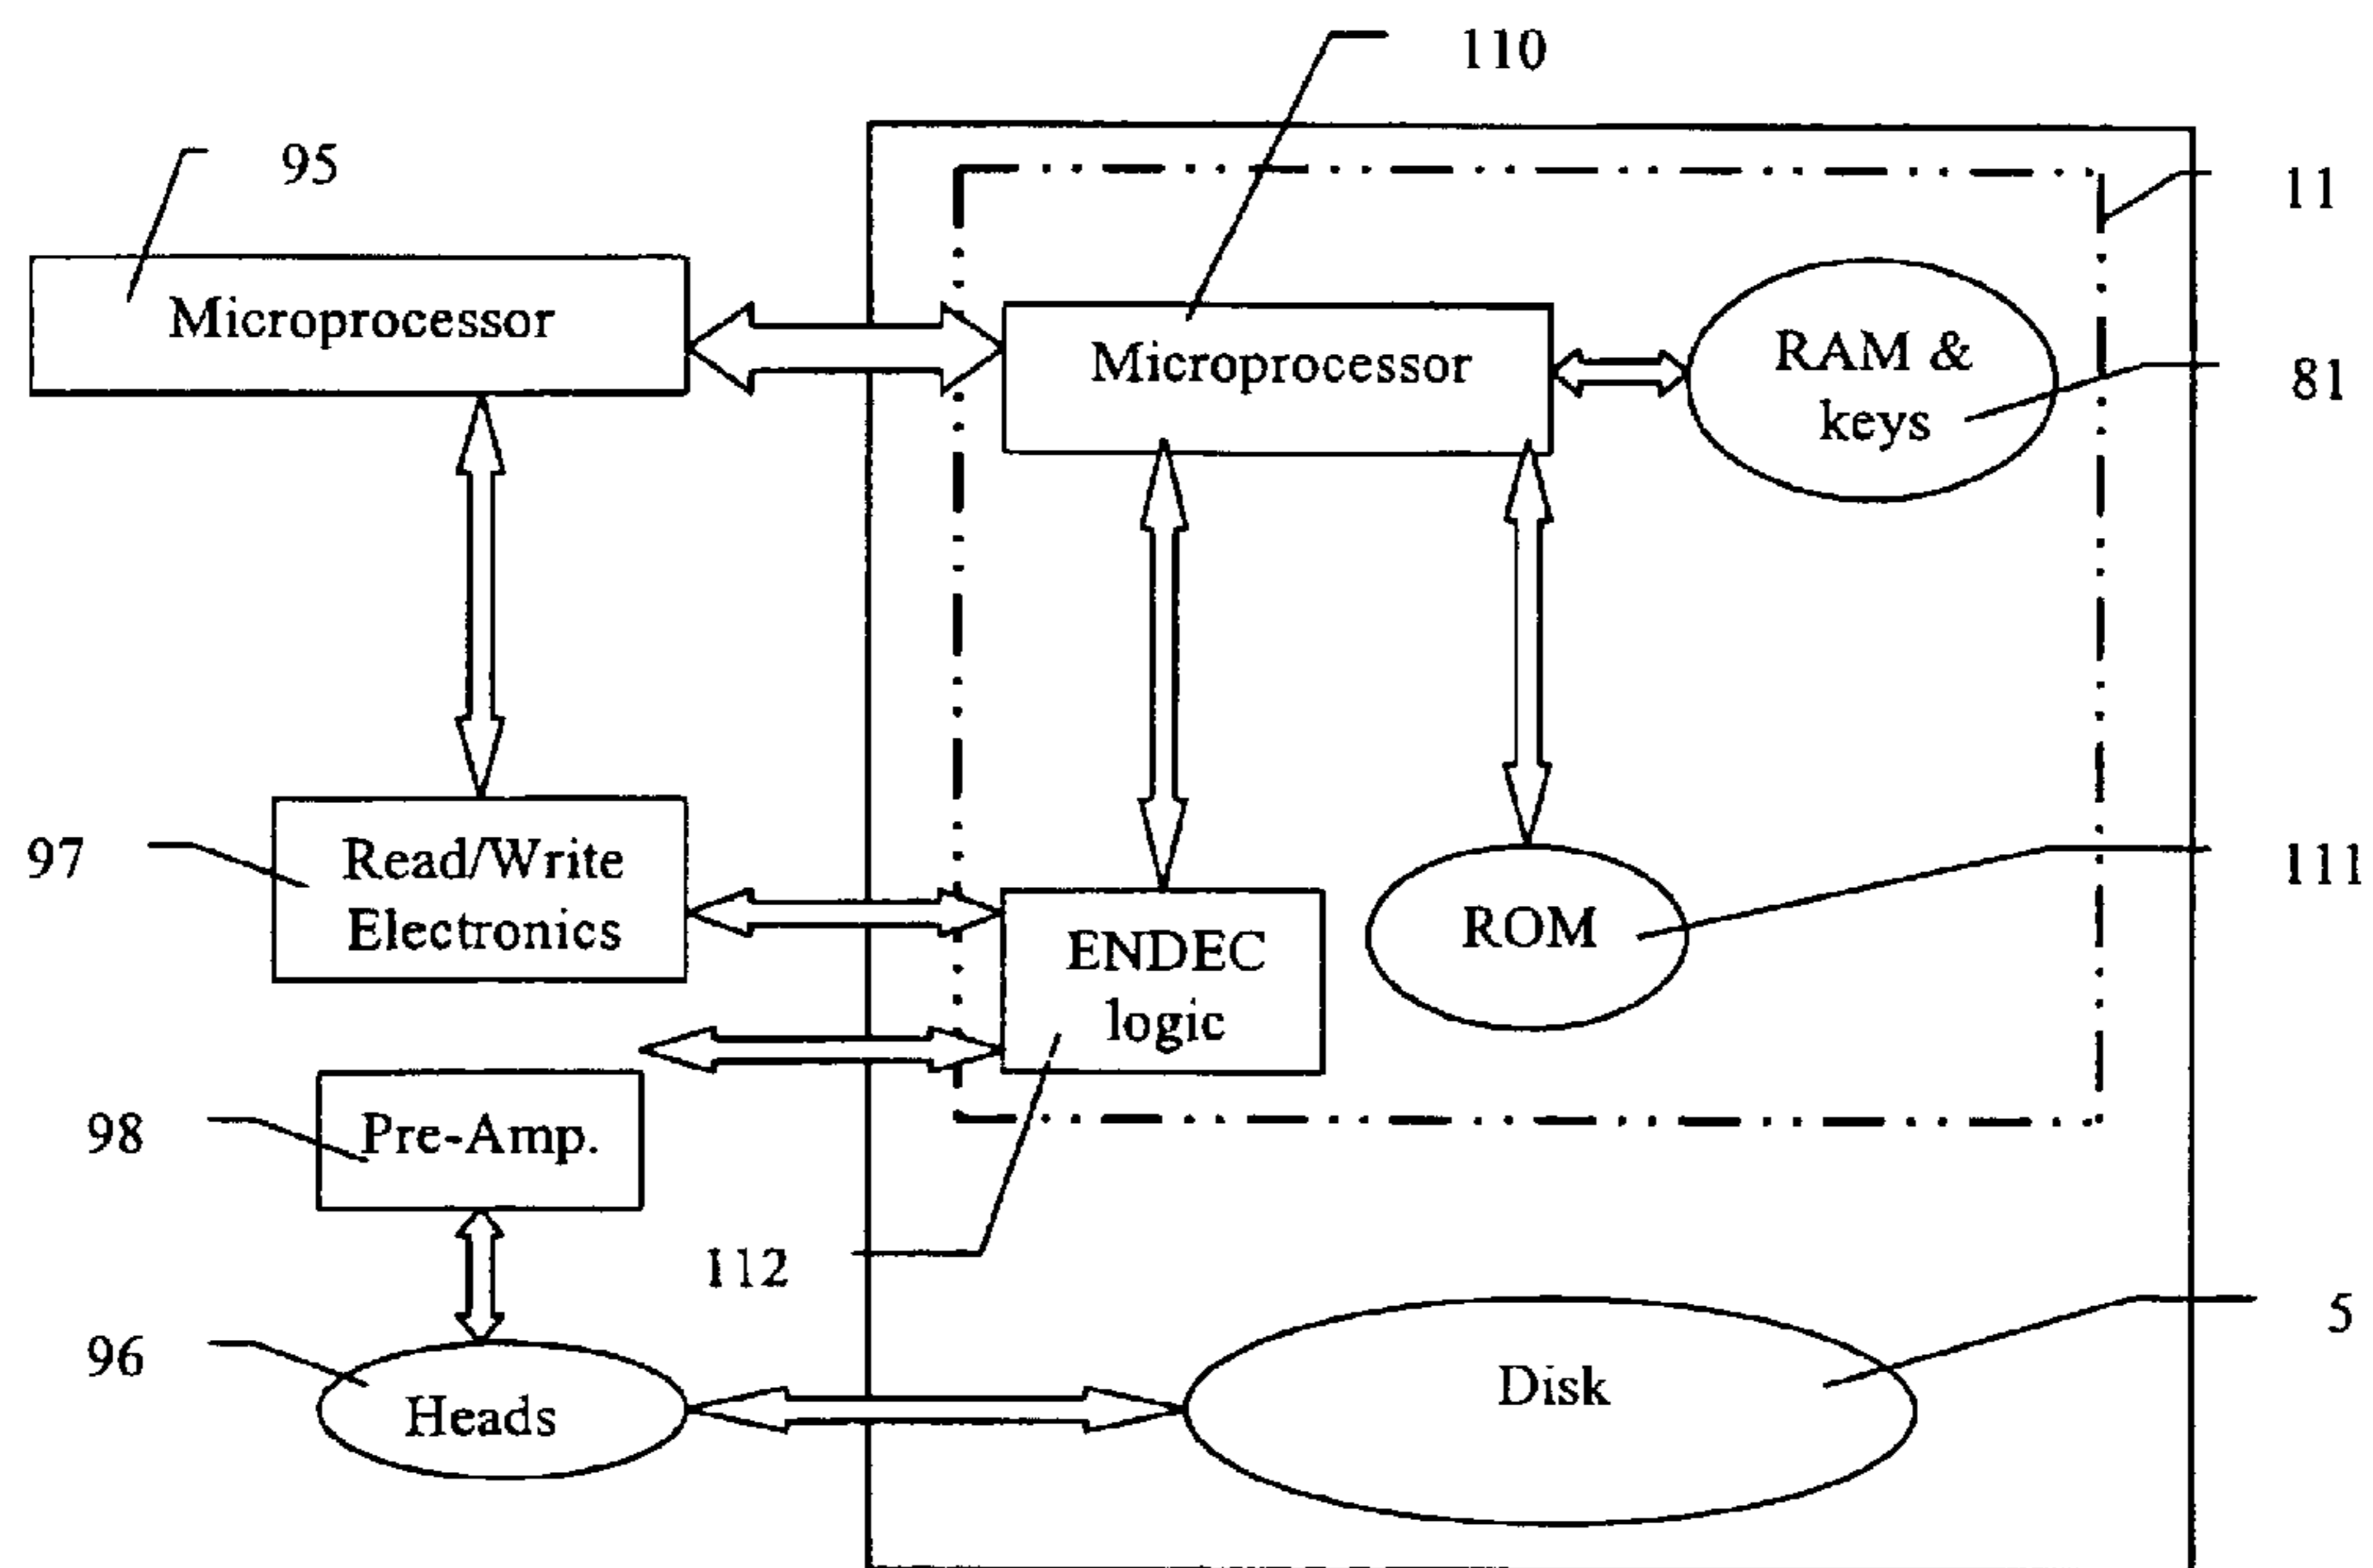 110
95
11
Microprocessor
Microprocessor
RAM &
keys
81
97
Read/Write
Electronics
111
ENDEC
logic
ROM
98
Pre-Amp.
112
5
96
Heads
Disk